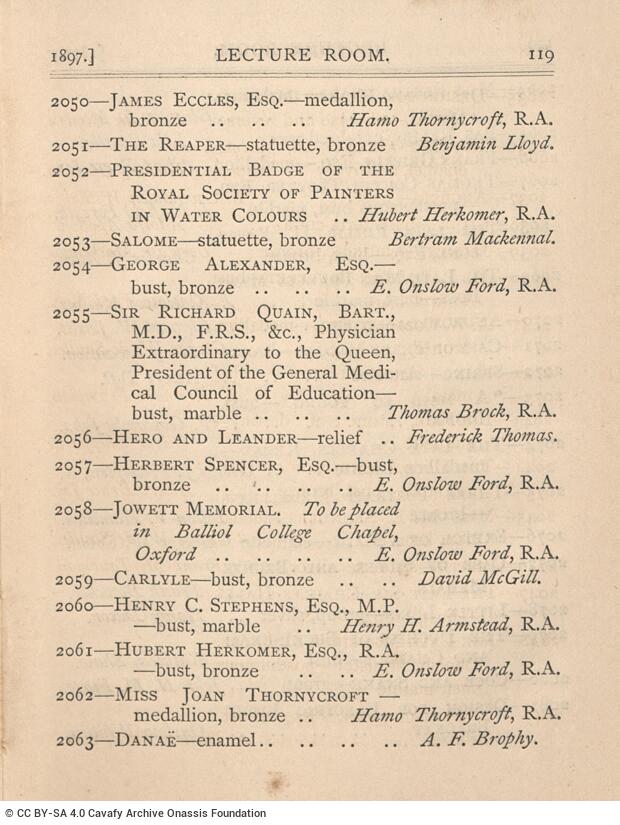 1897.] LECTURE ROOM. 119
2050—JAMES ECCLES, ESQ.—medallion,
bronze .. .. .. Hamo Thornycroft, R.A.
2051—THE REAPER—statuette, bronze Benjamin Lloyd.
2052—PRESIDENTIAL BADGE OF THE
ROYAL SOCIETY OF PAINTERS
IN WATER COLOURS .. Hubert Herkomer, R.A.
2053—SALOME—statuette, bronze Bertram Mackennal.
2054—GEORGE ALEXANDER, ESQ.—
bust, bronze .. .. .. E. Onslow Ford, R.A.
2055—SIR RICHARD QUAIN, BART.,
M.D., F.R.S., &c., Physician
Extraordinary to the Queen,
President of the General Medi-
cal Council of Education—
bust, marble .. .. .. Thomas Brock, R.A.
2056—HERO AND LEANDER—relief .. Frederick Thomas.
2057—HERBERT SPENCER, ESQ.—bust,
bronze .. .. .. .. E. Onslow Ford, R.A.
2058—JOWETT MEMORIAL. To be placed
in Balliol College Chapel,
Oxford .. .. .. .. E. Onslow Ford, R.A.
2059—CARLYLE—bust, bronze .. .. David McGill.
2060—HENRY C. STEPHENS, ESQ., M.P.
—bust, marble .. Henry H. Armstead, R.A.
2061—HUBERT HERKOMER, ESQ., R.A.
—bust, bronze .. .. E. Onslow Ford, R.A.
2062—MISS JOAN THORNYCROFT —
medallion, bronze .. Hamo Thornycroft, R.A.
2063—DANAË—enamel.. .. .. .. A. F. Brophy.
© CC BY-SA 4.0 Cavafy Archive Onassis Foundation